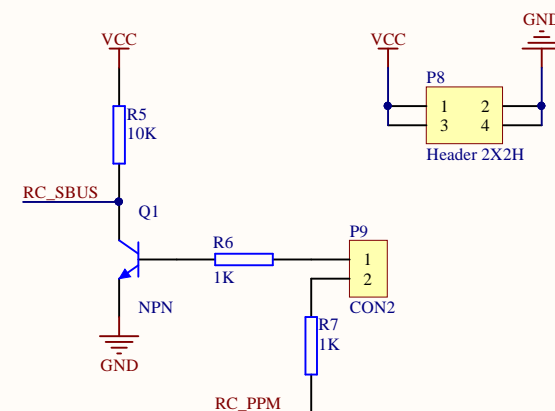 GND
VCC
VCC
P8
R5
1
2
10K
3
4
Header 2X2H
RC_SBUS
Q1
P9
R6
1
2
1K
NPN
CON2
R7
1K
GND
RC_PPM